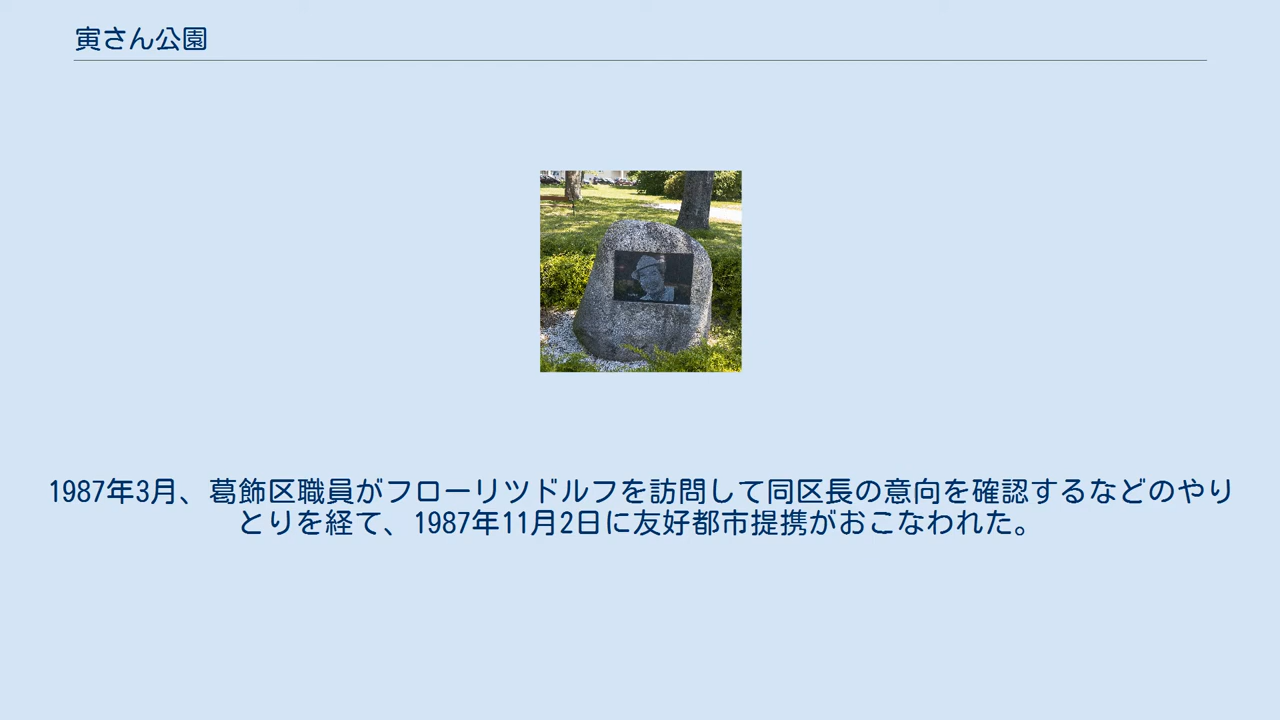 寅さん公園
1987年3月、葛飾区職員がフローリツドルフを訪問して同区長の意向を確認するなどのやり
とりを経て、1987年11月2日に友好都市提携がおこなわれた。